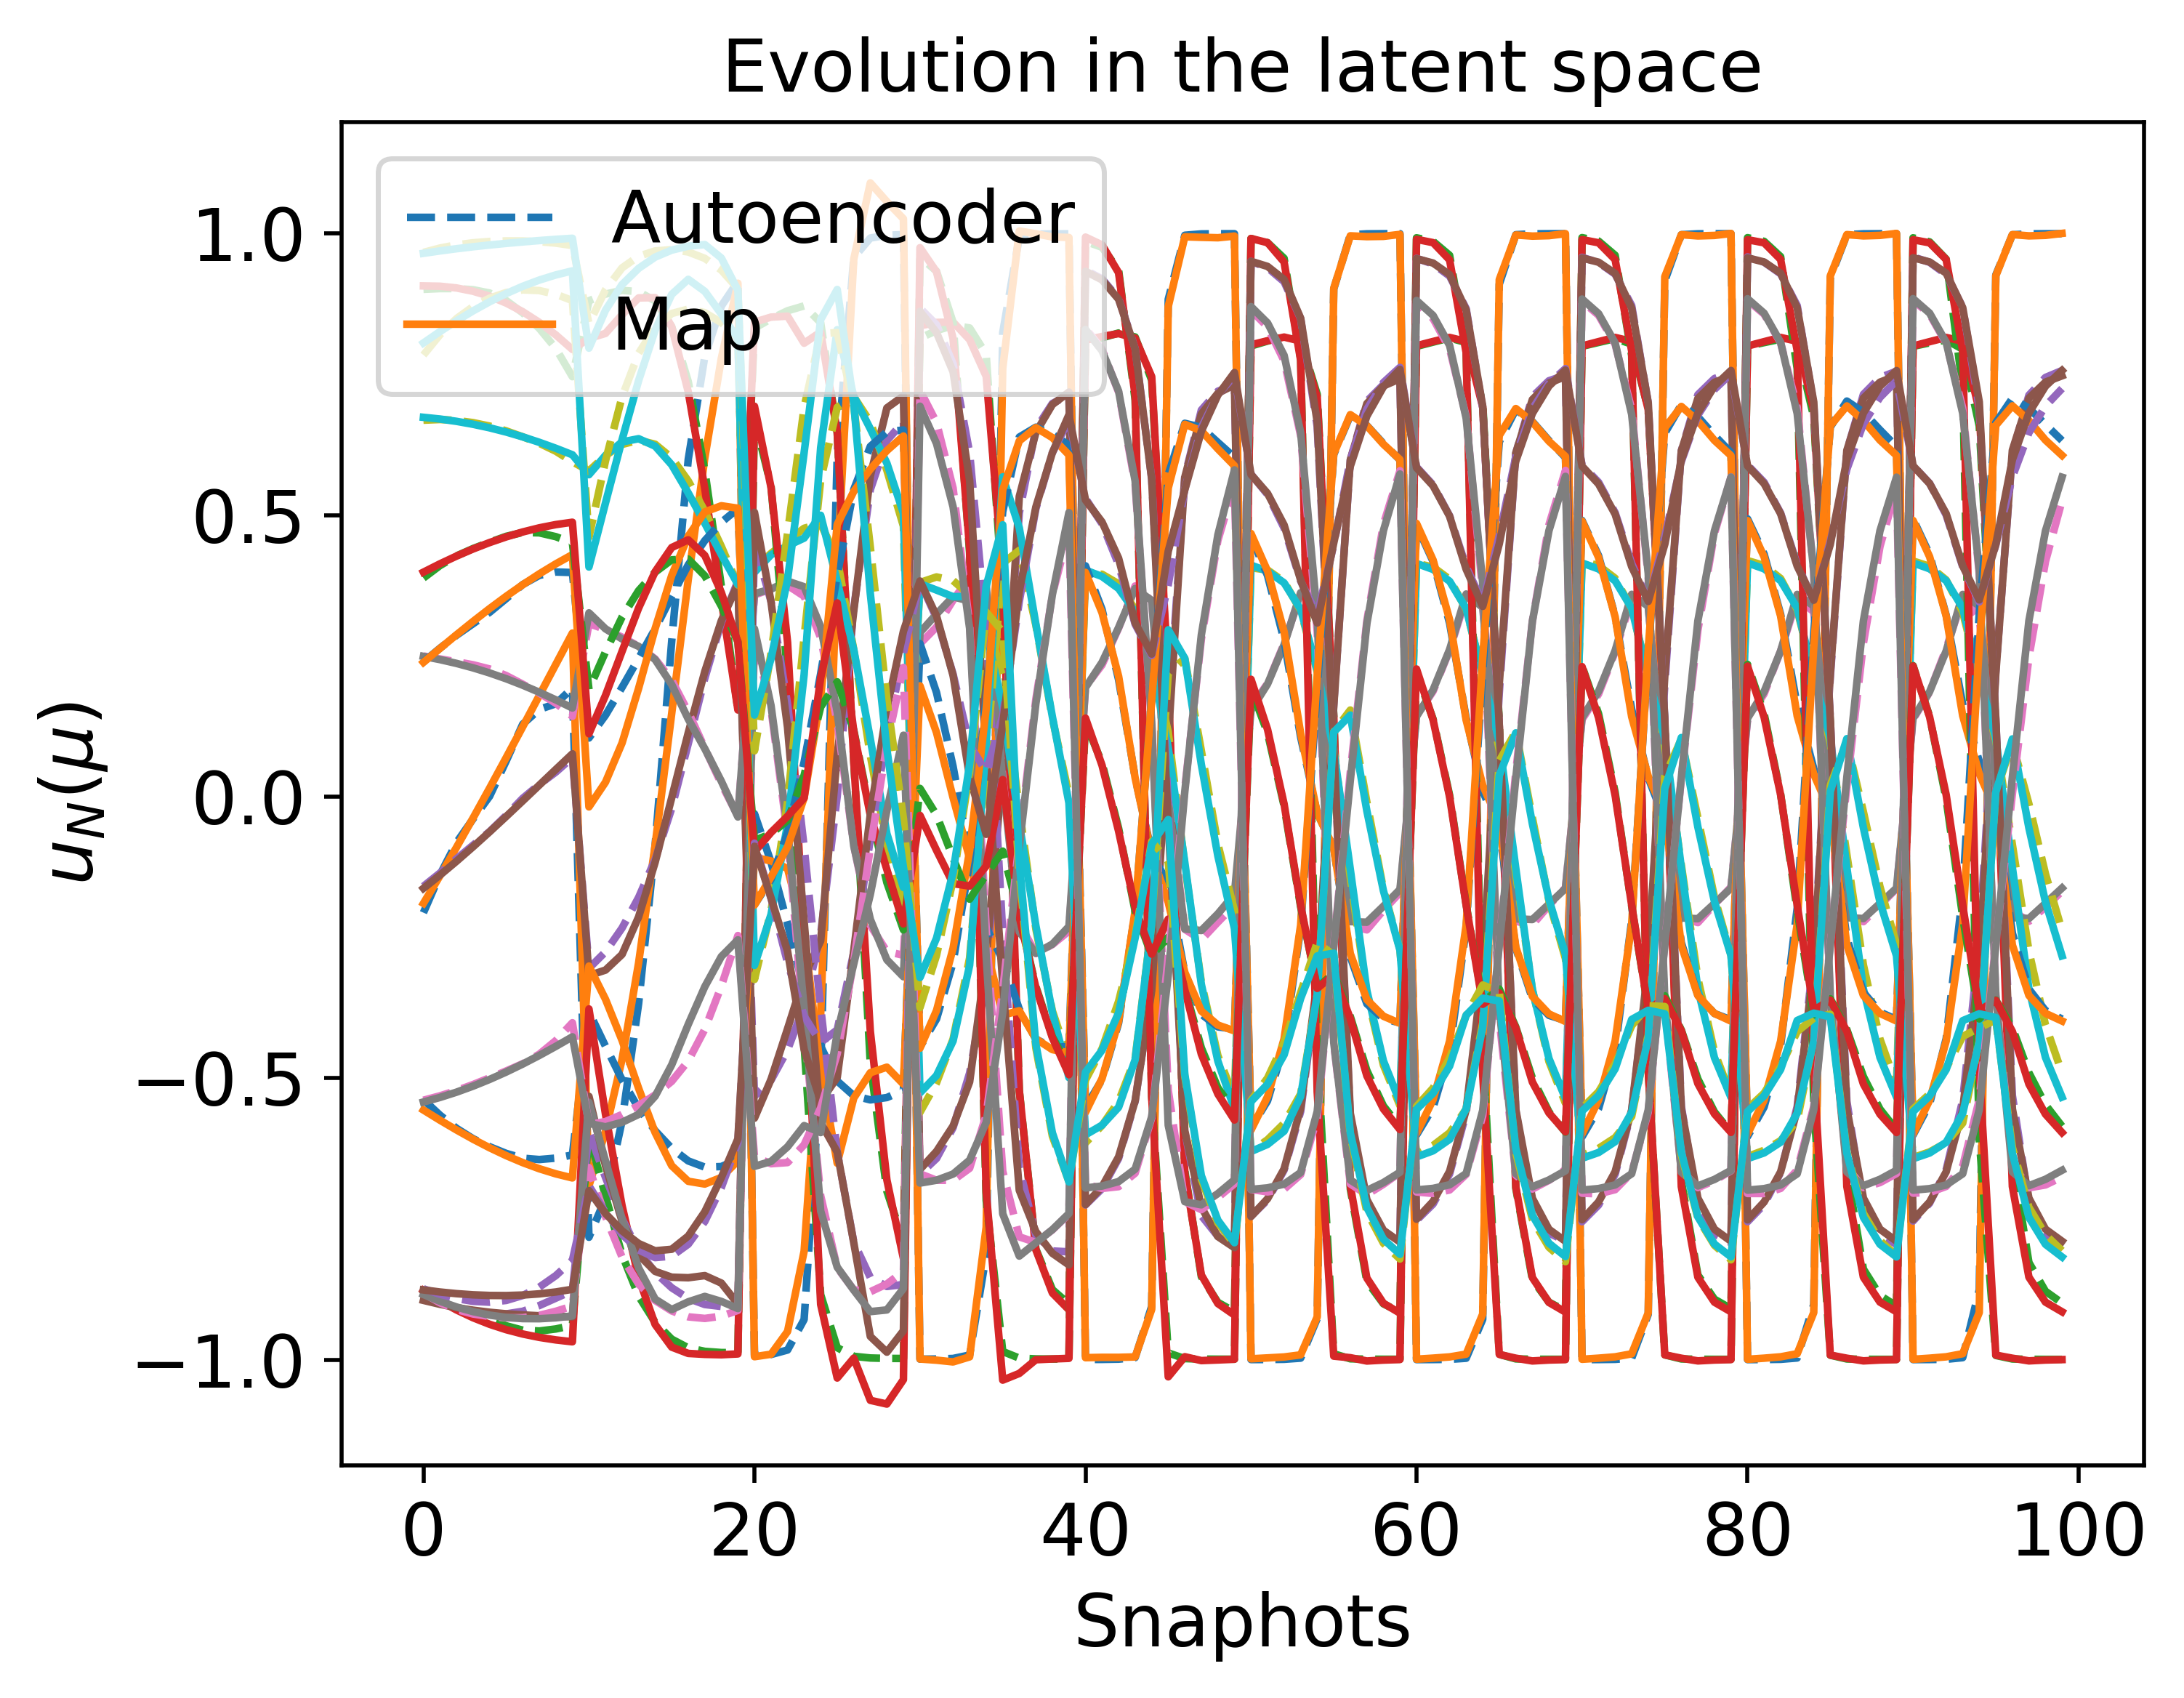 Evolution in the latent space
Autoencoder
Map
1.0
0.5
0.0
−0.5
−1.0
u_N(μ)
0 20 40 60 80 100
Snaphots